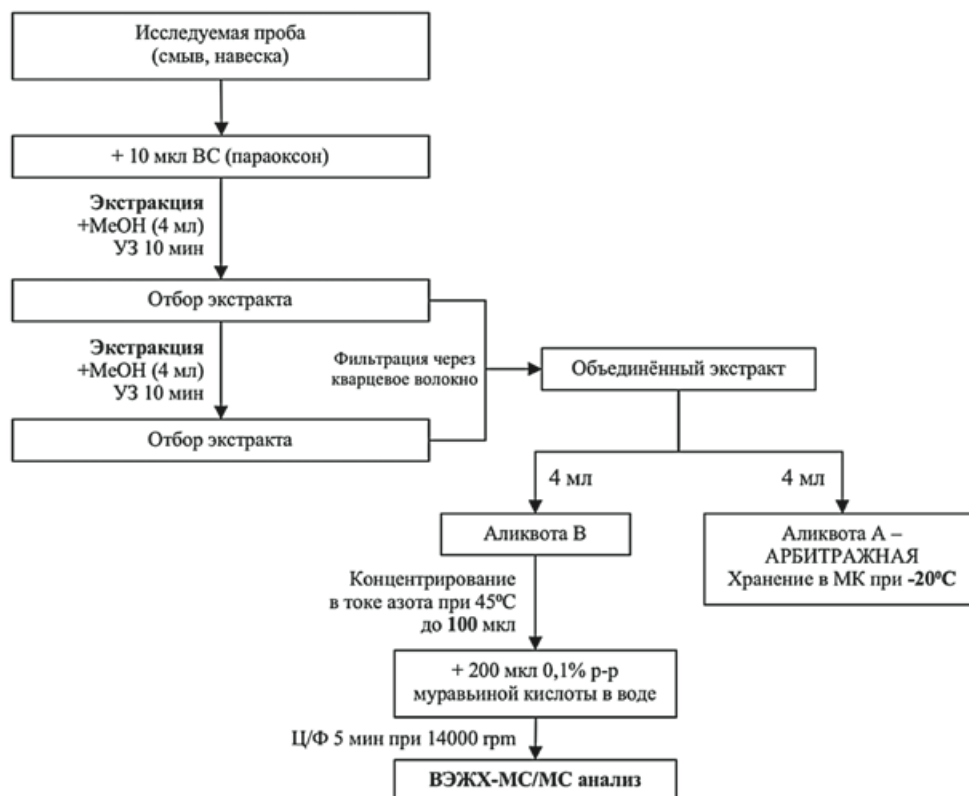 Исследуемая проба
(смыв, навеска)
+ 10 мкл ВС (параоксон)
Экстракция
+MeOH (4 мл)
УЗ 10 мин
Отбор экстракта
Экстракция
+MeOH (4 мл)
УЗ 10 мин
Отбор экстракта
Фильтрация через
кварцевое волокно
Объединённый экстракт
4 мл
4 мл
Аликвота В
Аликвота А –
АРБИТРАЖНАЯ
Хранение в МК при -20⁰С
Концентрирование
в токе азота при 45⁰С
до 100 мкл
+ 200 мкл 0,1% р-р
муравьиной кислоты в воде
Ц/Ф 5 мин при 14000 rpm
ВЭЖХ-МС/МС анализ